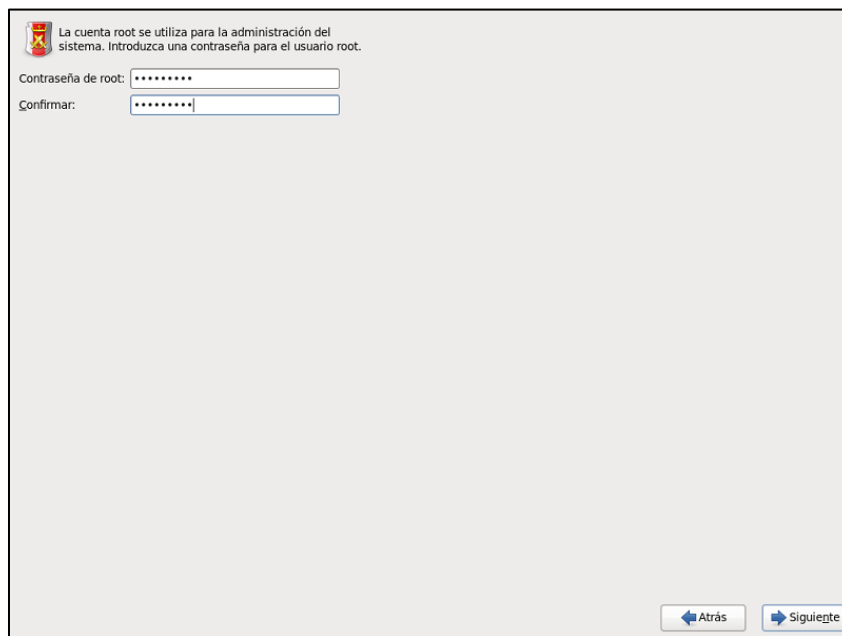 La cuenta root se utiliza para la administración del
sistema. Introduzca una contraseña para el usuario root.
Contraseña de root: •••••••••
Confirmar: •••••••••
Atrás Siguiente